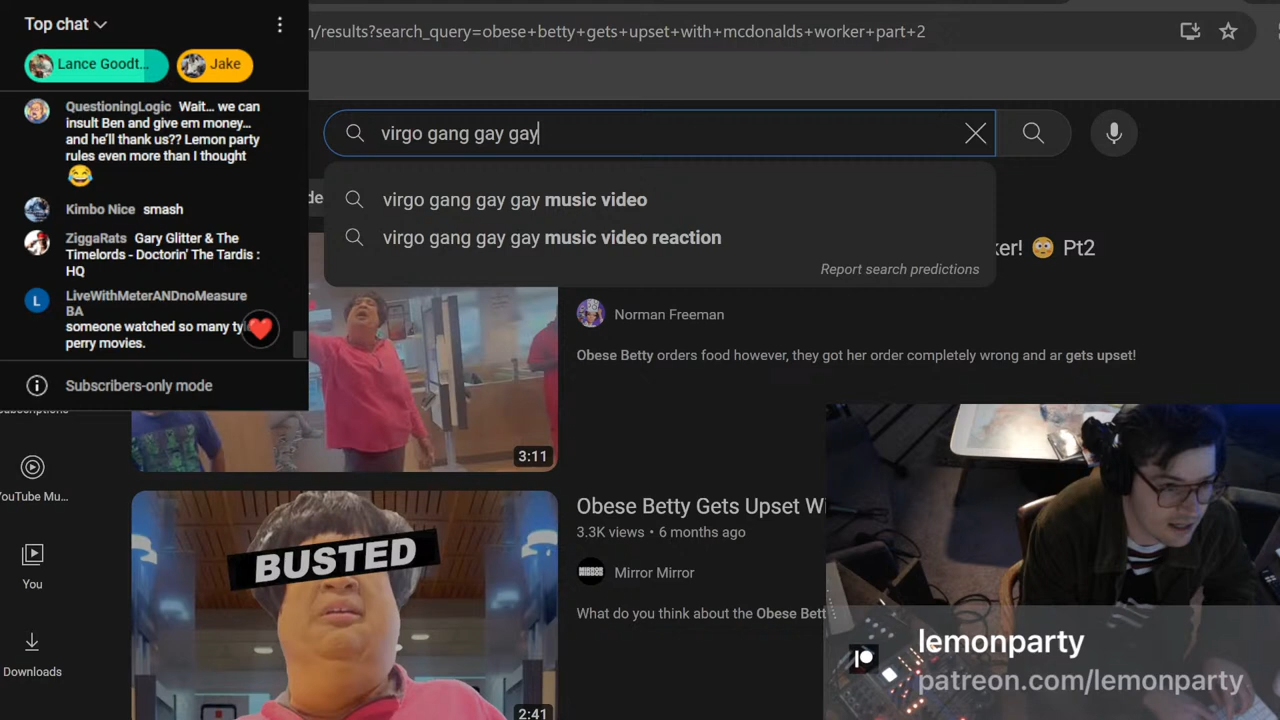 Top chat
Lance Goodt...
Jake
QuestioningLogic Wait... we can
insult Ben and give em money...
and he'll thank us?? Lemon party
rules even more than I thought
😂
Kimbo Nice smash
ZiggaRats Gary Glitter & The
Timelords - Doctorin' The Tardis :
HQ
L
LiveWithMeterANDnoMeasure
BA
someone watched so many ty
perry movies.
Subscribers-only mode
/results?search_query=obese+betty+gets+upset+with+mcdonalds+worker+part+2
virgo gang gay gay
virgo gang gay gay music video
virgo gang gay gay music video reaction
Report search predictions
ker! 😳 Pt2
Norman Freeman
Obese Betty orders food however, they got her order completely wrong and ar gets upset!
3:11
YouTube Mu...
You
Downloads
BUSTED
2:41
Obese Betty Gets Upset Wi
3.3K views • 6 months ago
MIRROR
Mirror Mirror
What do you think about the Obese Bett
lemonparty
patreon.com/lemonparty